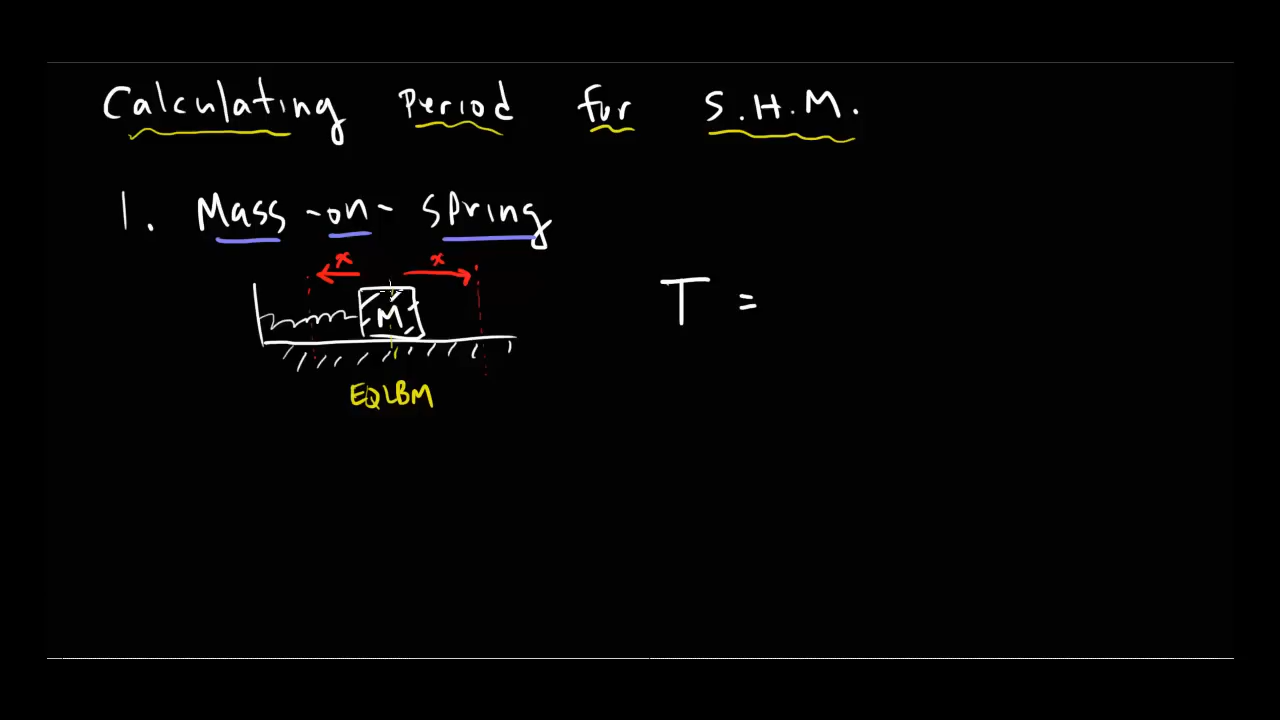 Calculating Period for S.H.M.
1. Mass-on-spring
x x
M
T =
EQLBM